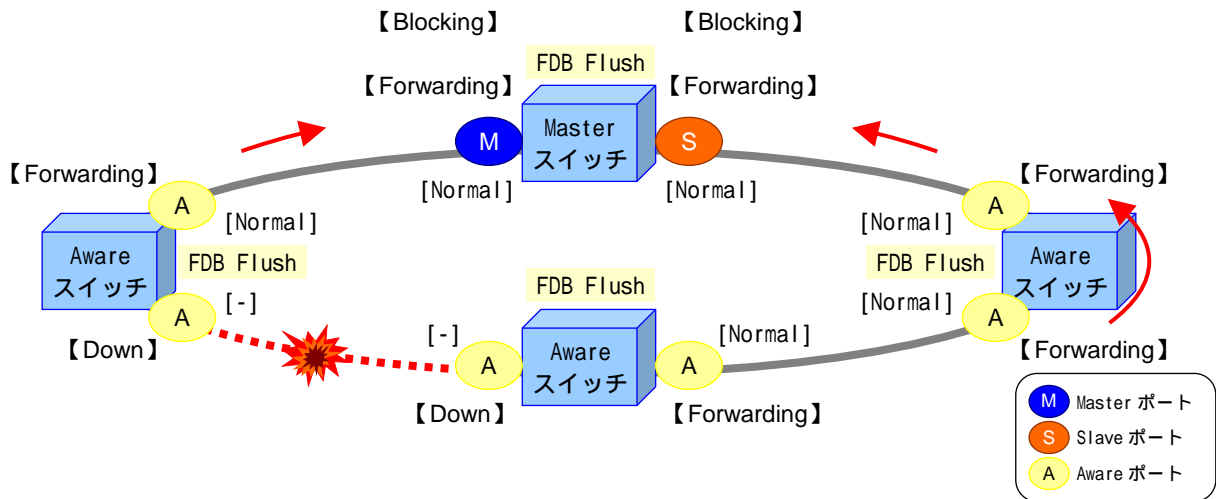 【Blocking】
【Blocking】
FDB Flush
【Forwarding】
【Forwarding】
M
Master
スイッチ
S
[Normal]
[Normal]
【Forwarding】
A
[Normal]
Aware
スイッチ
FDB Flush
[-]
A
【Down】
[-]
A
【Down】
FDB Flush
Aware
スイッチ
[Normal]
A
【Forwarding】
【Forwarding】
A
[Normal]
FDB Flush
Aware
スイッチ
[Normal]
A
【Forwarding】
M Master ポート
S Slave ポート
A Aware ポート